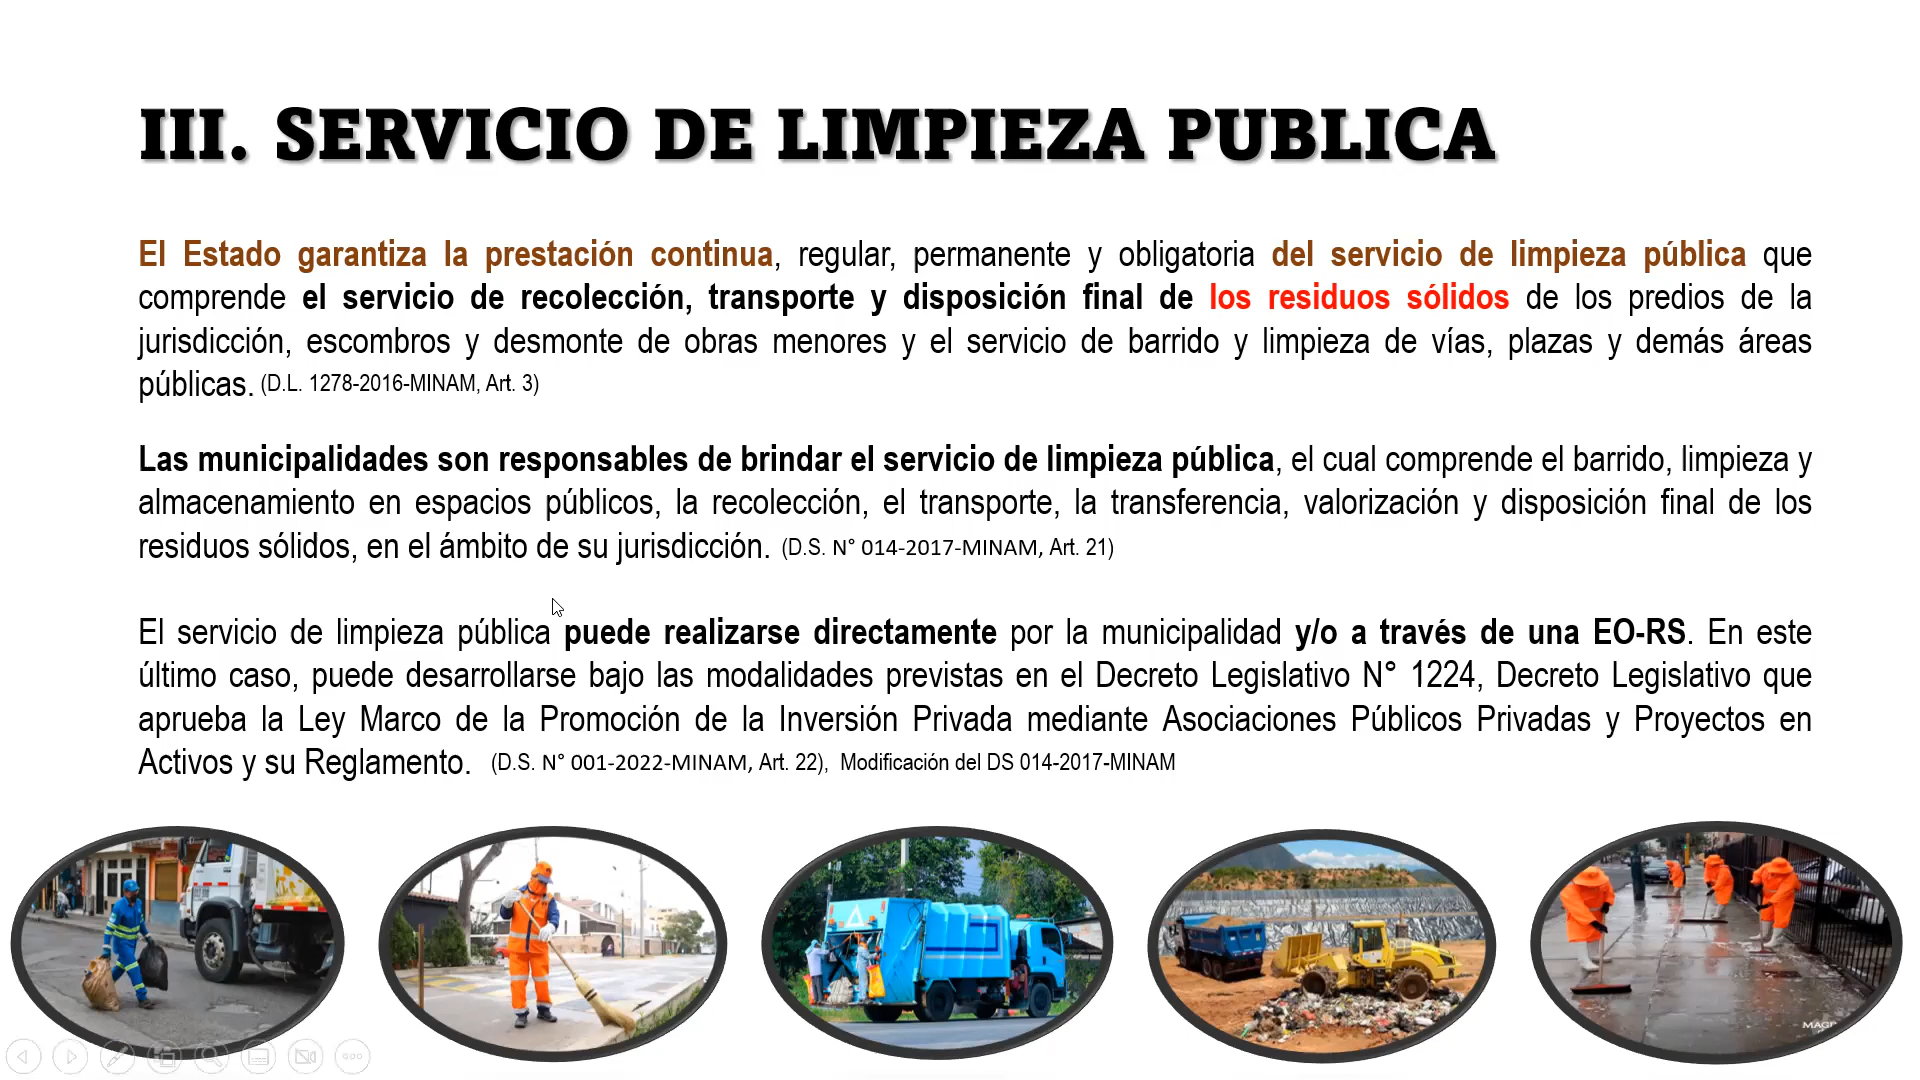 III. SERVICIO DE LIMPIEZA PUBLICA
El Estado garantiza la prestación continua, regular, permanente y obligatoria del servicio de limpieza pública que
comprende el servicio de recolección, transporte y disposición final de los residuos sólidos de los predios de la
jurisdicción, escombros y desmonte de obras menores y el servicio de barrido y limpieza de vías, plazas y demás áreas
públicas. (D.L. 1278-2016-MINAM, Art. 3)
Las municipalidades son responsables de brindar el servicio de limpieza pública, el cual comprende el barrido, limpieza y
almacenamiento en espacios públicos, la recolección, el transporte, la transferencia, valorización y disposición final de los
residuos sólidos, en el ámbito de su jurisdicción. (D.S. N° 014-2017-MINAM, Art. 21)
El servicio de limpieza pública puede realizarse directamente por la municipalidad y/o a través de una EO-RS. En este
último caso, puede desarrollarse bajo las modalidades previstas en el Decreto Legislativo N° 1224, Decreto Legislativo que
aprueba la Ley Marco de la Promoción de la Inversión Privada mediante Asociaciones Públicos Privadas y Proyectos en
Activos y su Reglamento. (D.S. N° 001-2022-MINAM, Art. 22), Modificación del DS 014-2017-MINAM